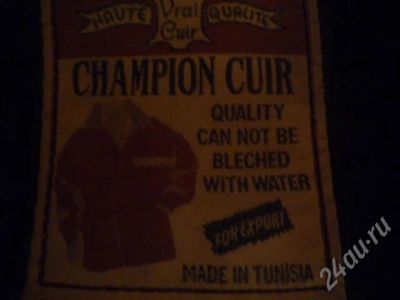 HAUTE Vrai QUALITE
Cuir
CHAMPION CUIR
QUALITY
CAN NOT BE
BLECHED
WITH WATER
FOR EXPORT
MADE IN TUNISIA
24au.ru